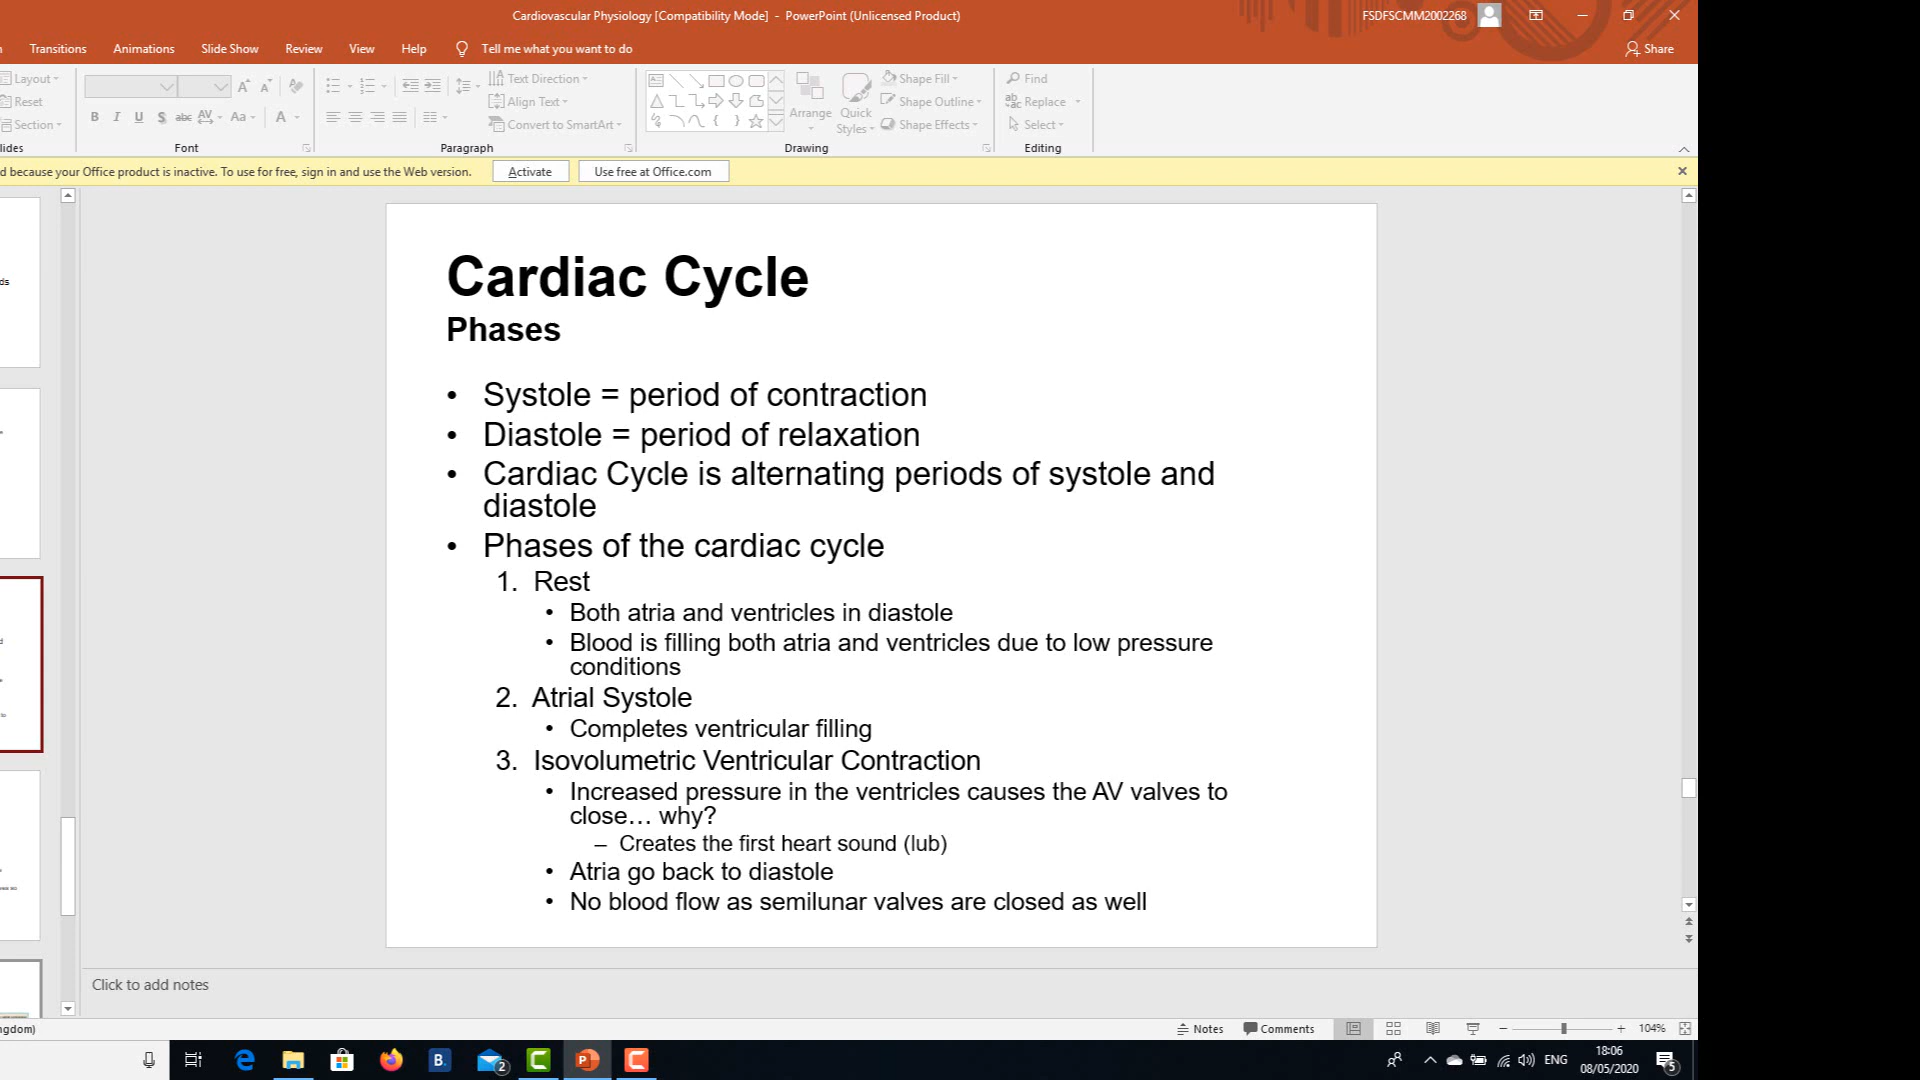 Cardiovascular Physiology [Compatibility Mode] - PowerPoint (Unlicensed Product)
FSDFSCMM2002268
Transitions Animations Slide Show Review View Help Tell me what you want to do
Share
Layout
Reset
Section
B I U S abc AV Aa A
Text Direction
Align Text
Convert to SmartArt
Arrange
Quick
Styles
Shape Fill
Shape Outline
Shape Effects
Find
Replace
Select
lides Font Paragraph Drawing Editing
d because your Office product is inactive. To use for free, sign in and use the Web version. Activate Use free at Office.com
Cardiac Cycle
Phases
• Systole = period of contraction
• Diastole = period of relaxation
• Cardiac Cycle is alternating periods of systole and
diastole
• Phases of the cardiac cycle
1. Rest
• Both atria and ventricles in diastole
• Blood is filling both atria and ventricles due to low pressure
conditions
2. Atrial Systole
• Completes ventricular filling
3. Isovolumetric Ventricular Contraction
• Increased pressure in the ventricles causes the AV valves to
close… why?
– Creates the first heart sound (lub)
• Atria go back to diastole
• No blood flow as semilunar valves are closed as well
Click to add notes
ngdom) Notes Comments 104%
ENG
18:06
08/05/2020